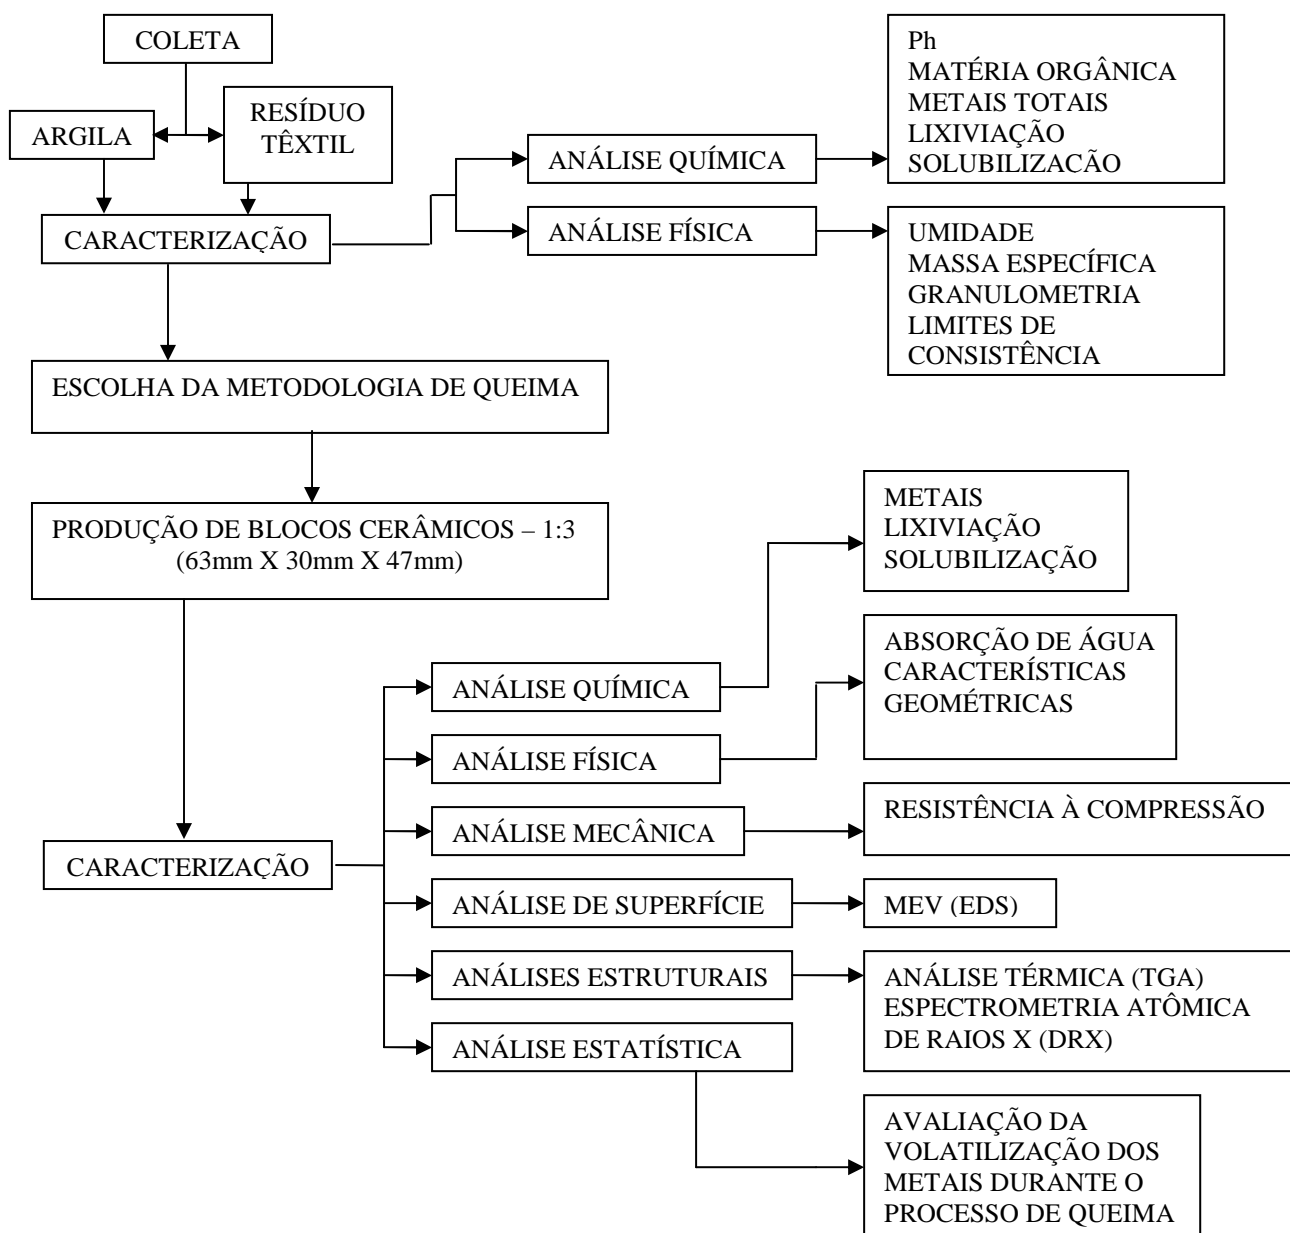 COLETA
ARGILA
RESÍDUO
TÊXTIL
CARACTERIZAÇÃO
ANÁLISE QUÍMICA
Ph
MATÉRIA ORGÂNICA
METAIS TOTAIS
LIXIVIAÇÃO
SOLUBILIZACÃO
ANÁLISE FÍSICA
UMIDADE
MASSA ESPECÍFICA
GRANULOMETRIA
LIMITES DE
CONSISTÊNCIA
ESCOLHA DA METODOLOGIA DE QUEIMA
PRODUÇÃO DE BLOCOS CERÂMICOS – 1:3
(63mm X 30mm X 47mm)
CARACTERIZAÇÃO
ANÁLISE QUÍMICA
METAIS
LIXIVIAÇÃO
SOLUBILIZAÇÃO
ANÁLISE FÍSICA
ABSORÇÃO DE ÁGUA
CARACTERÍSTICAS
GEOMÉTRICAS
ANÁLISE MECÂNICA
RESISTÊNCIA À COMPRESSÃO
ANÁLISE DE SUPERFÍCIE
MEV (EDS)
ANÁLISES ESTRUTURAIS
ANÁLISE TÉRMICA (TGA)
ESPECTROMETRIA ATÔMICA
DE RAIOS X (DRX)
ANÁLISE ESTATÍSTICA
AVALIAÇÃO DA
VOLATILIZAÇÃO DOS
METAIS DURANTE O
PROCESSO DE QUEIMA